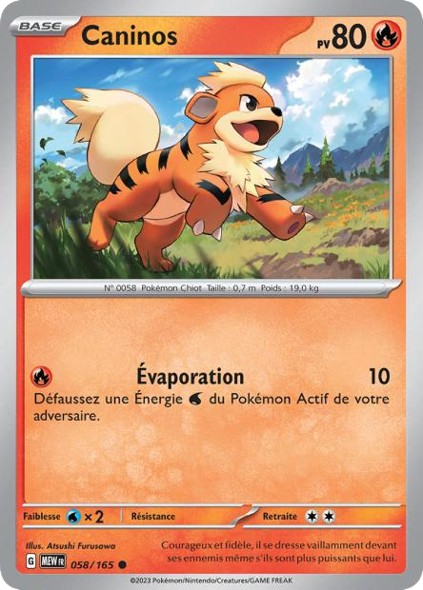 BASE
Caninos
PV 80
N° 0058 Pokémon Chiot Taille : 0,7 m Poids : 19,0 kg
Évaporation 10
Défaussez une Énergie du Pokémon Actif de votre
adversaire.
Faiblesse ×2 Résistance Retraite
Illus. Atsushi Furusawa
G MEW FR 058/165
Courageux et fidèle, il se dresse vaillamment devant
ses ennemis même s'ils sont plus puissants que lui.
©2023 Pokémon/Nintendo/Creatures/GAME FREAK